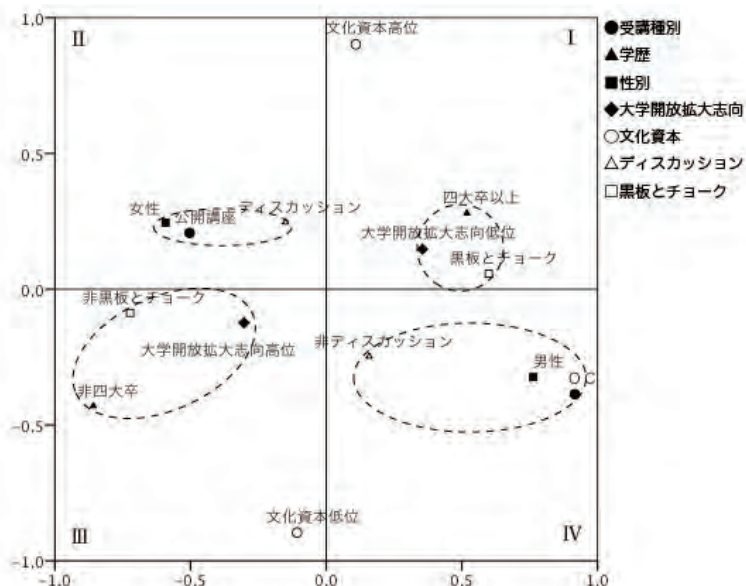 1.0
0.5
0.0
−0.5
−1.0
−1.0
−0.5
0.0
0.5
1.0
II
I
III
IV
文化資本高位
女性
公開講座
ディスカッション
四大卒以上
大学開放拡大志向低位
黒板とチョーク
非黒板とチョーク
大学開放拡大志向高位
非四大卒
非ディスカッション
男性
文化資本低位
受講種別
学歴
性別
大学開放拡大志向
文化資本
ディスカッション
黒板とチョーク